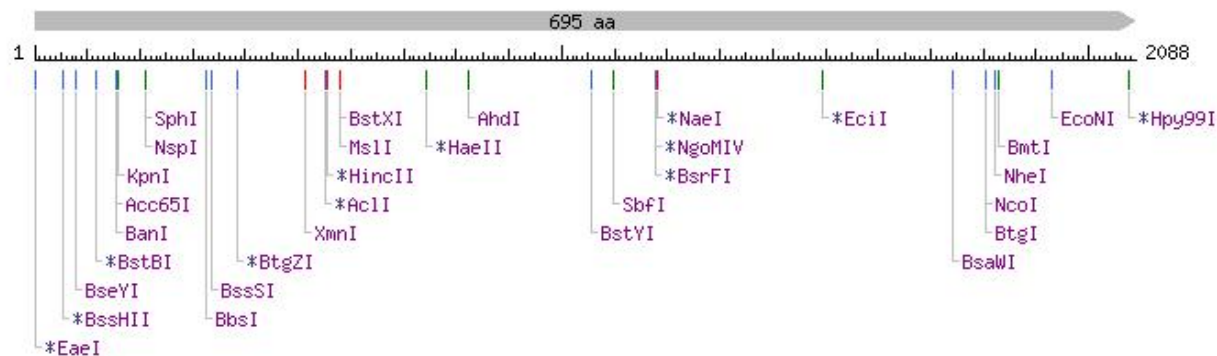 695 aa
1 2088
SphI BstXI AhdI *NaeI *EciI EcoNI *Hpy99I
NspI MslI *HaeII *NgoMIV BmtI
KpnI *HincII *BsrFI NheI
Acc65I *AclI SbfI NcoI
BanI XmnI BstYI BtgI
*BstBI *BtgZI BsaWI
BseYI BssSI
*BssHII BbsI
*EaeI